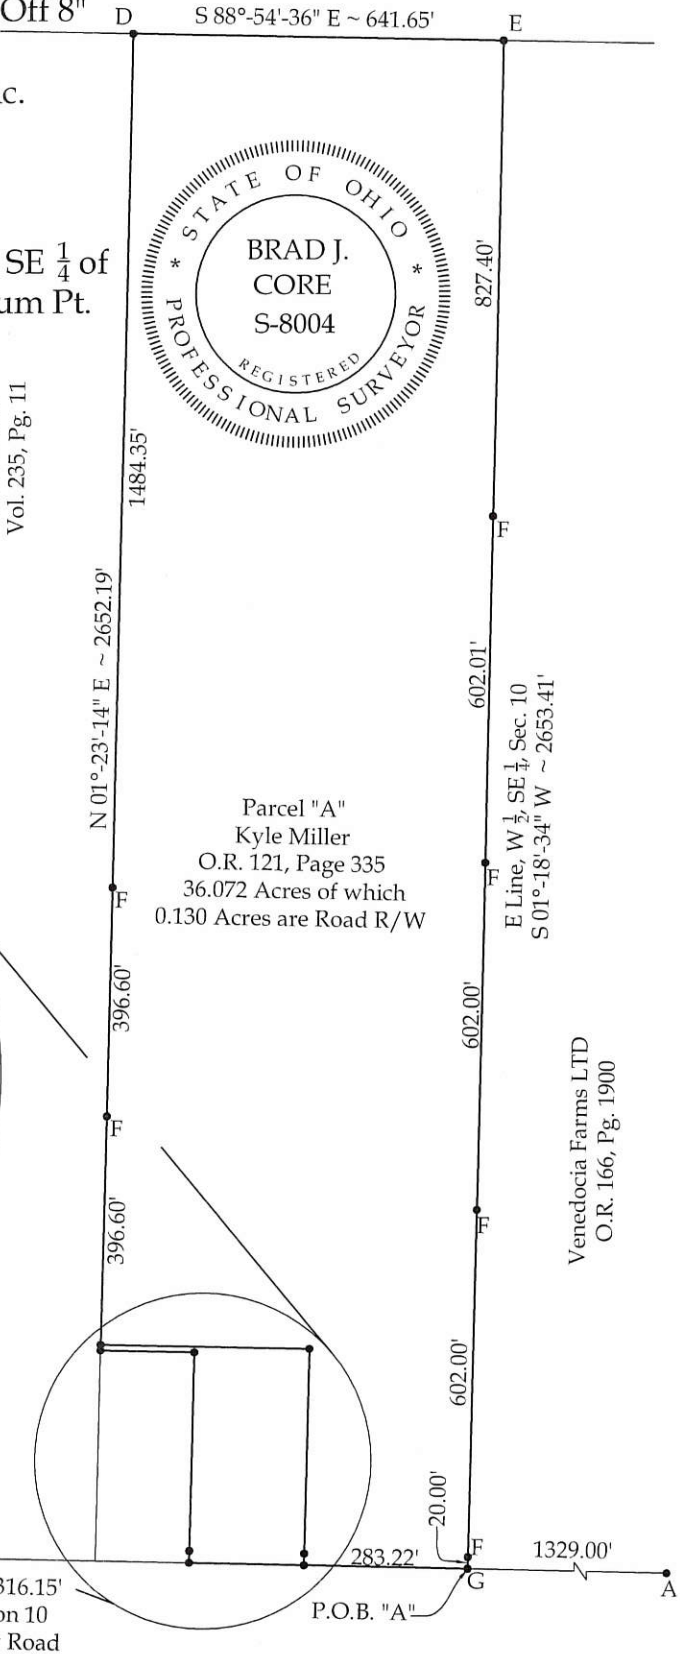 Off 8"
D
S 88°-54'-36" E ~ 641.65'
E
c.
STATE OF OHIO
* *
BRAD J.
CORE
S-8004
REGISTERED
PROFESSIONAL SURVEYOR
827.40'
SE 1/4 of
um Pt.
Vol. 235, Pg. 11
1484.35'
F
N 01°-23'-14" E ~ 2652.19'
602.01'
E Line, W 1/2, SE 1/4, Sec. 10
S 01°-18'-34" W ~ 2653.41'
Parcel "A"
Kyle Miller
O.R. 121, Page 335
36.072 Acres of which
0.130 Acres are Road R/W
F
F
396.60'
602.00'
Venedocia Farms LTD
O.R. 166, Pg. 1900
F
F
396.60'
602.00'
20.00'
F
283.22'
1329.00'
G
A
316.15'
on 10
Road
P.O.B. "A"